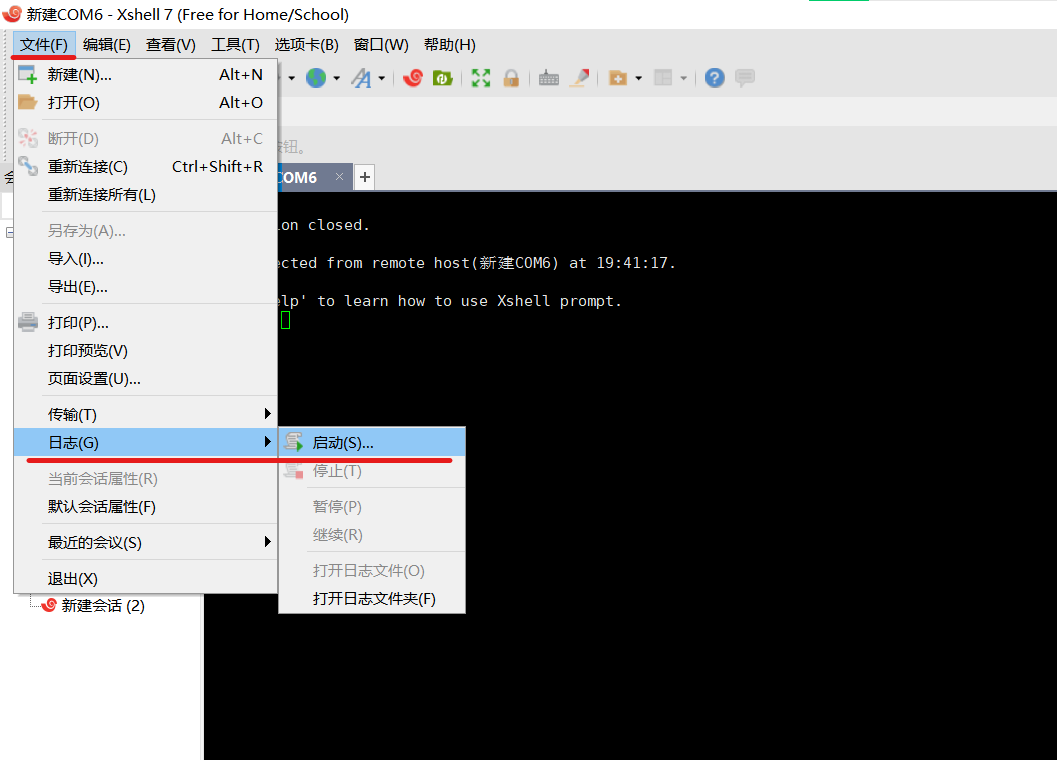 新建COM6 - Xshell 7 (Free for Home/School)
文件(F) 编辑(E) 查看(V) 工具(T) 选项卡(B) 窗口(W) 帮助(H)
新建(N)... Alt+N
打开(O) Alt+O
断开(D) Alt+C
钮。
重新连接(C) Ctrl+Shift+R
COM6 × +
重新连接所有(L)
另存为(A)...
on closed.
导入(I)...
ected from remote host(新建COM6) at 19:41:17.
导出(E)...
elp' to learn how to use Xshell prompt.
打印(P)...
打印预览(V)
页面设置(U)...
传输(T)
日志(G)
启动(S)...
停止(T)
当前会话属性(R)
默认会话属性(F)
暂停(P)
继续(R)
最近的会议(S)
打开日志文件(O)
退出(X)
打开日志文件夹(F)
新建会话 (2)